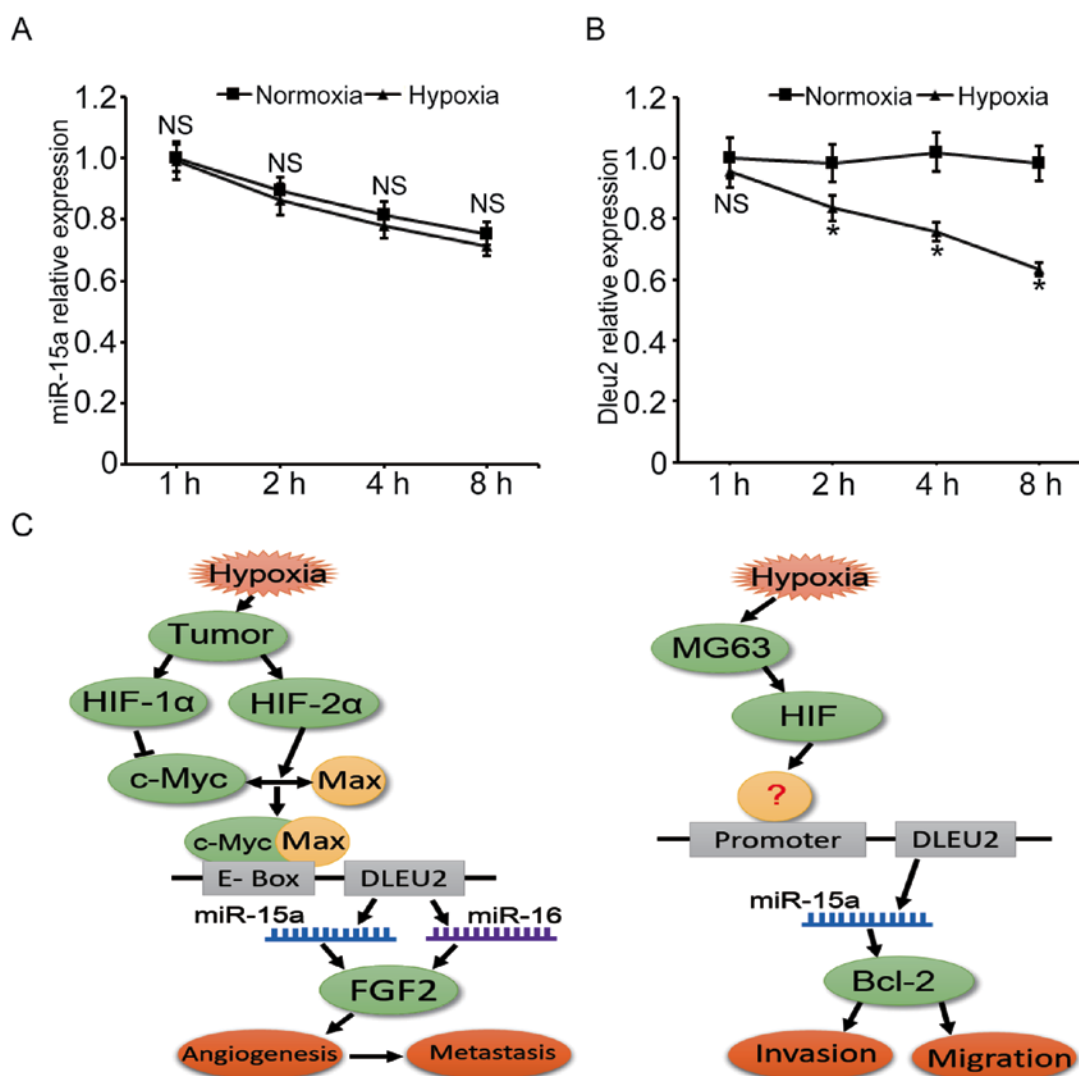 A
Normoxia Hypoxia
miR-15a relative expression
1.2
1.0
0.8
0.6
0.4
0.2
0
NS
NS
NS
NS
1 h 2 h 4 h 8 h
B
Normoxia Hypoxia
Dleu2 relative expression
1.2
1.0
0.8
0.6
0.4
0.2
0
NS
*
*
*
1 h 2 h 4 h 8 h
C
Hypoxia
Tumor
HIF-1α HIF-2α
c-Myc Max
c-Myc Max
E- Box DLEU2
miR-15a miR-16
FGF2
Angiogenesis Metastasis
Hypoxia
MG63
HIF
?
Promoter DLEU2
miR-15a
Bcl-2
Invasion Migration